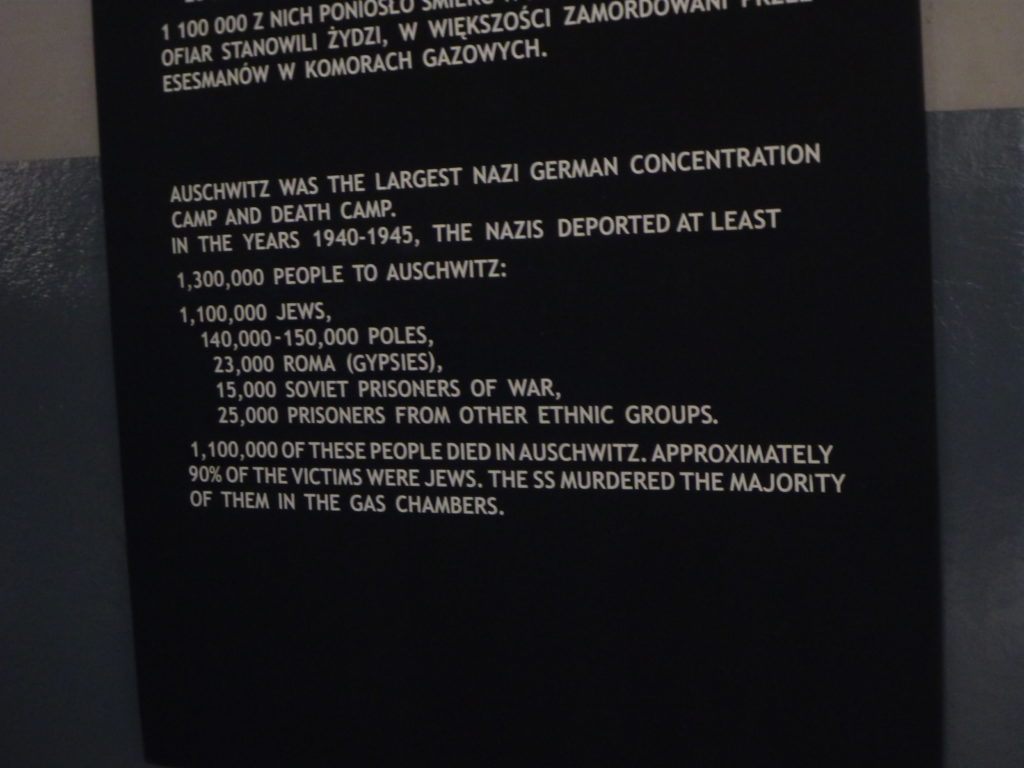 1 100 000 Z NICH PONIOSŁO ŚMIERĆ
OFIAR STANOWILI ŻYDZI, W WIĘKSZOŚCI ZAMORDOWANI PRZEZ
ESESMANÓW W KOMORACH GAZOWYCH.
AUSCHWITZ WAS THE LARGEST NAZI GERMAN CONCENTRATION
CAMP AND DEATH CAMP.
IN THE YEARS 1940-1945, THE NAZIS DEPORTED AT LEAST
1,300,000 PEOPLE TO AUSCHWITZ:
1,100,000 JEWS,
140,000-150,000 POLES,
23,000 ROMA (GYPSIES),
15,000 SOVIET PRISONERS OF WAR,
25,000 PRISONERS FROM OTHER ETHNIC GROUPS.
1,100,000 OF THESE PEOPLE DIED IN AUSCHWITZ. APPROXIMATELY
90% OF THE VICTIMS WERE JEWS. THE SS MURDERED THE MAJORITY
OF THEM IN THE GAS CHAMBERS.